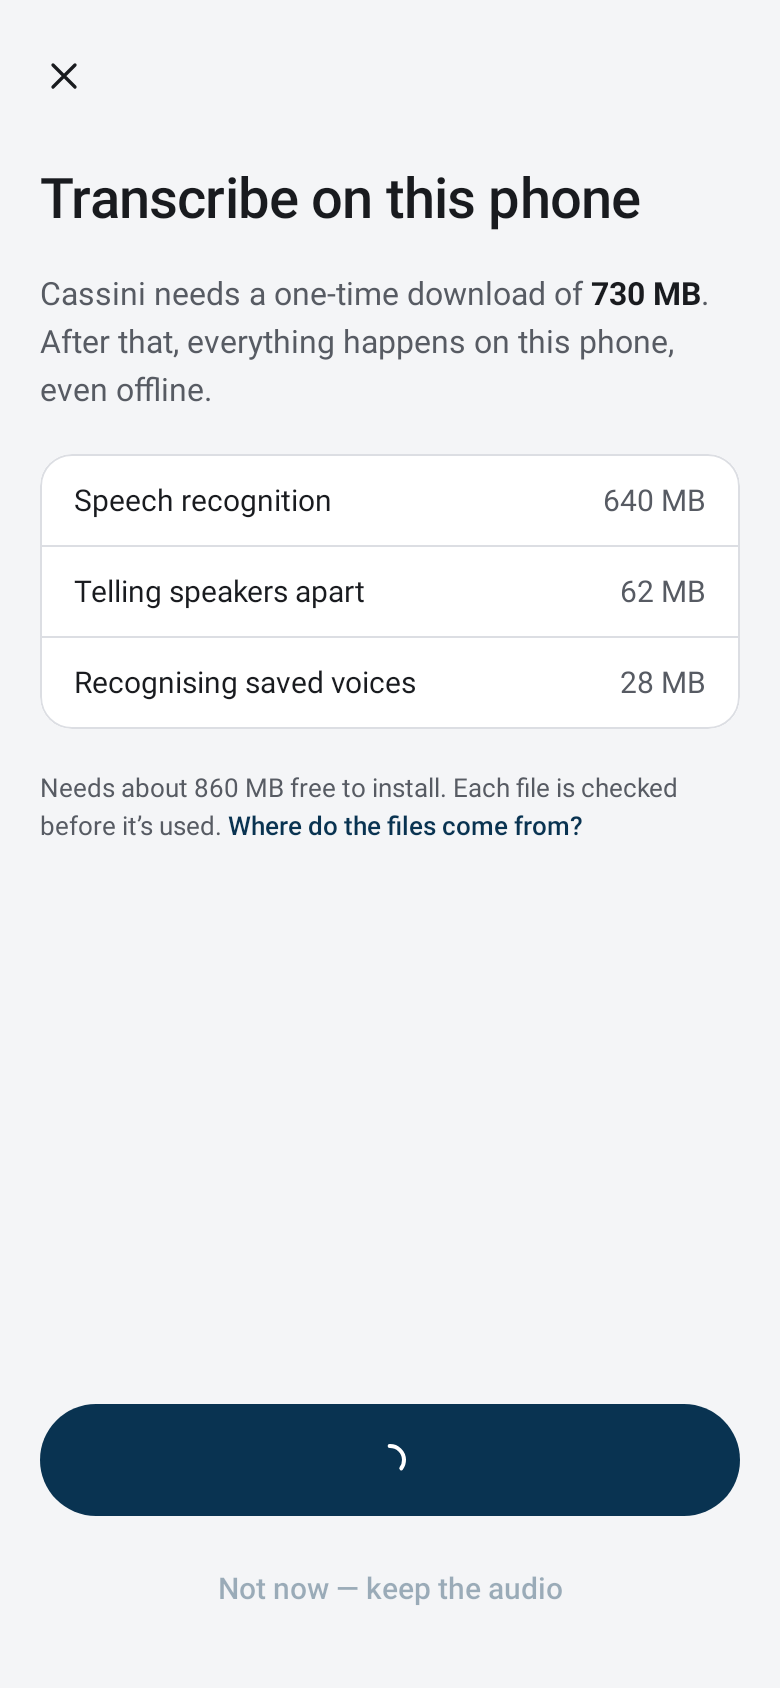 Transcribe on this phone
Cassini needs a one-time download of 730 MB.
After that, everything happens on this phone,
even offline.
Speech recognition 640 MB
Telling speakers apart 62 MB
Recognising saved voices 28 MB
Needs about 860 MB free to install. Each file is checked
before it’s used. Where do the files come from?
Not now — keep the audio